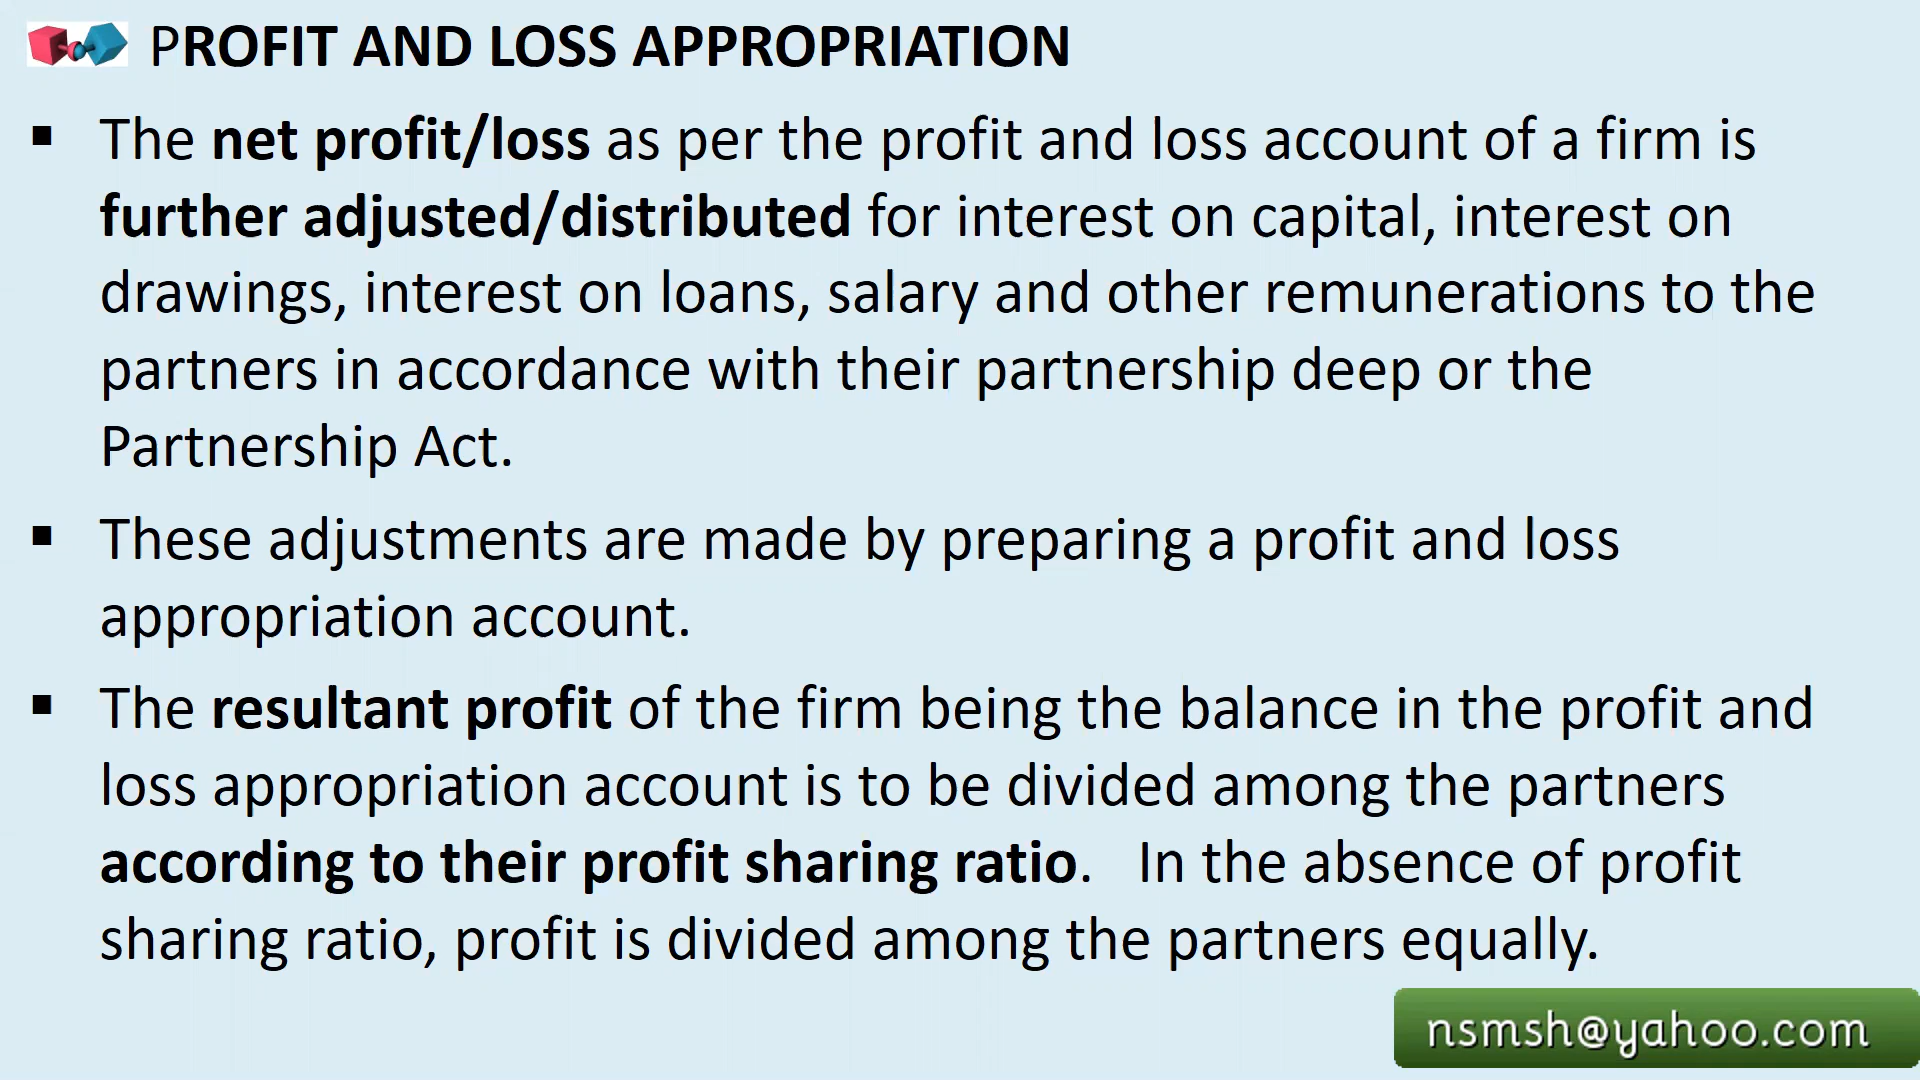 PROFIT AND LOSS APPROPRIATION
▪ The net profit/loss as per the profit and loss account of a firm is
further adjusted/distributed for interest on capital, interest on
drawings, interest on loans, salary and other remunerations to the
partners in accordance with their partnership deep or the
Partnership Act.
▪ These adjustments are made by preparing a profit and loss
appropriation account.
▪ The resultant profit of the firm being the balance in the profit and
loss appropriation account is to be divided among the partners
according to their profit sharing ratio.   In the absence of profit
sharing ratio, profit is divided among the partners equally.
nsmsh@yahoo.com